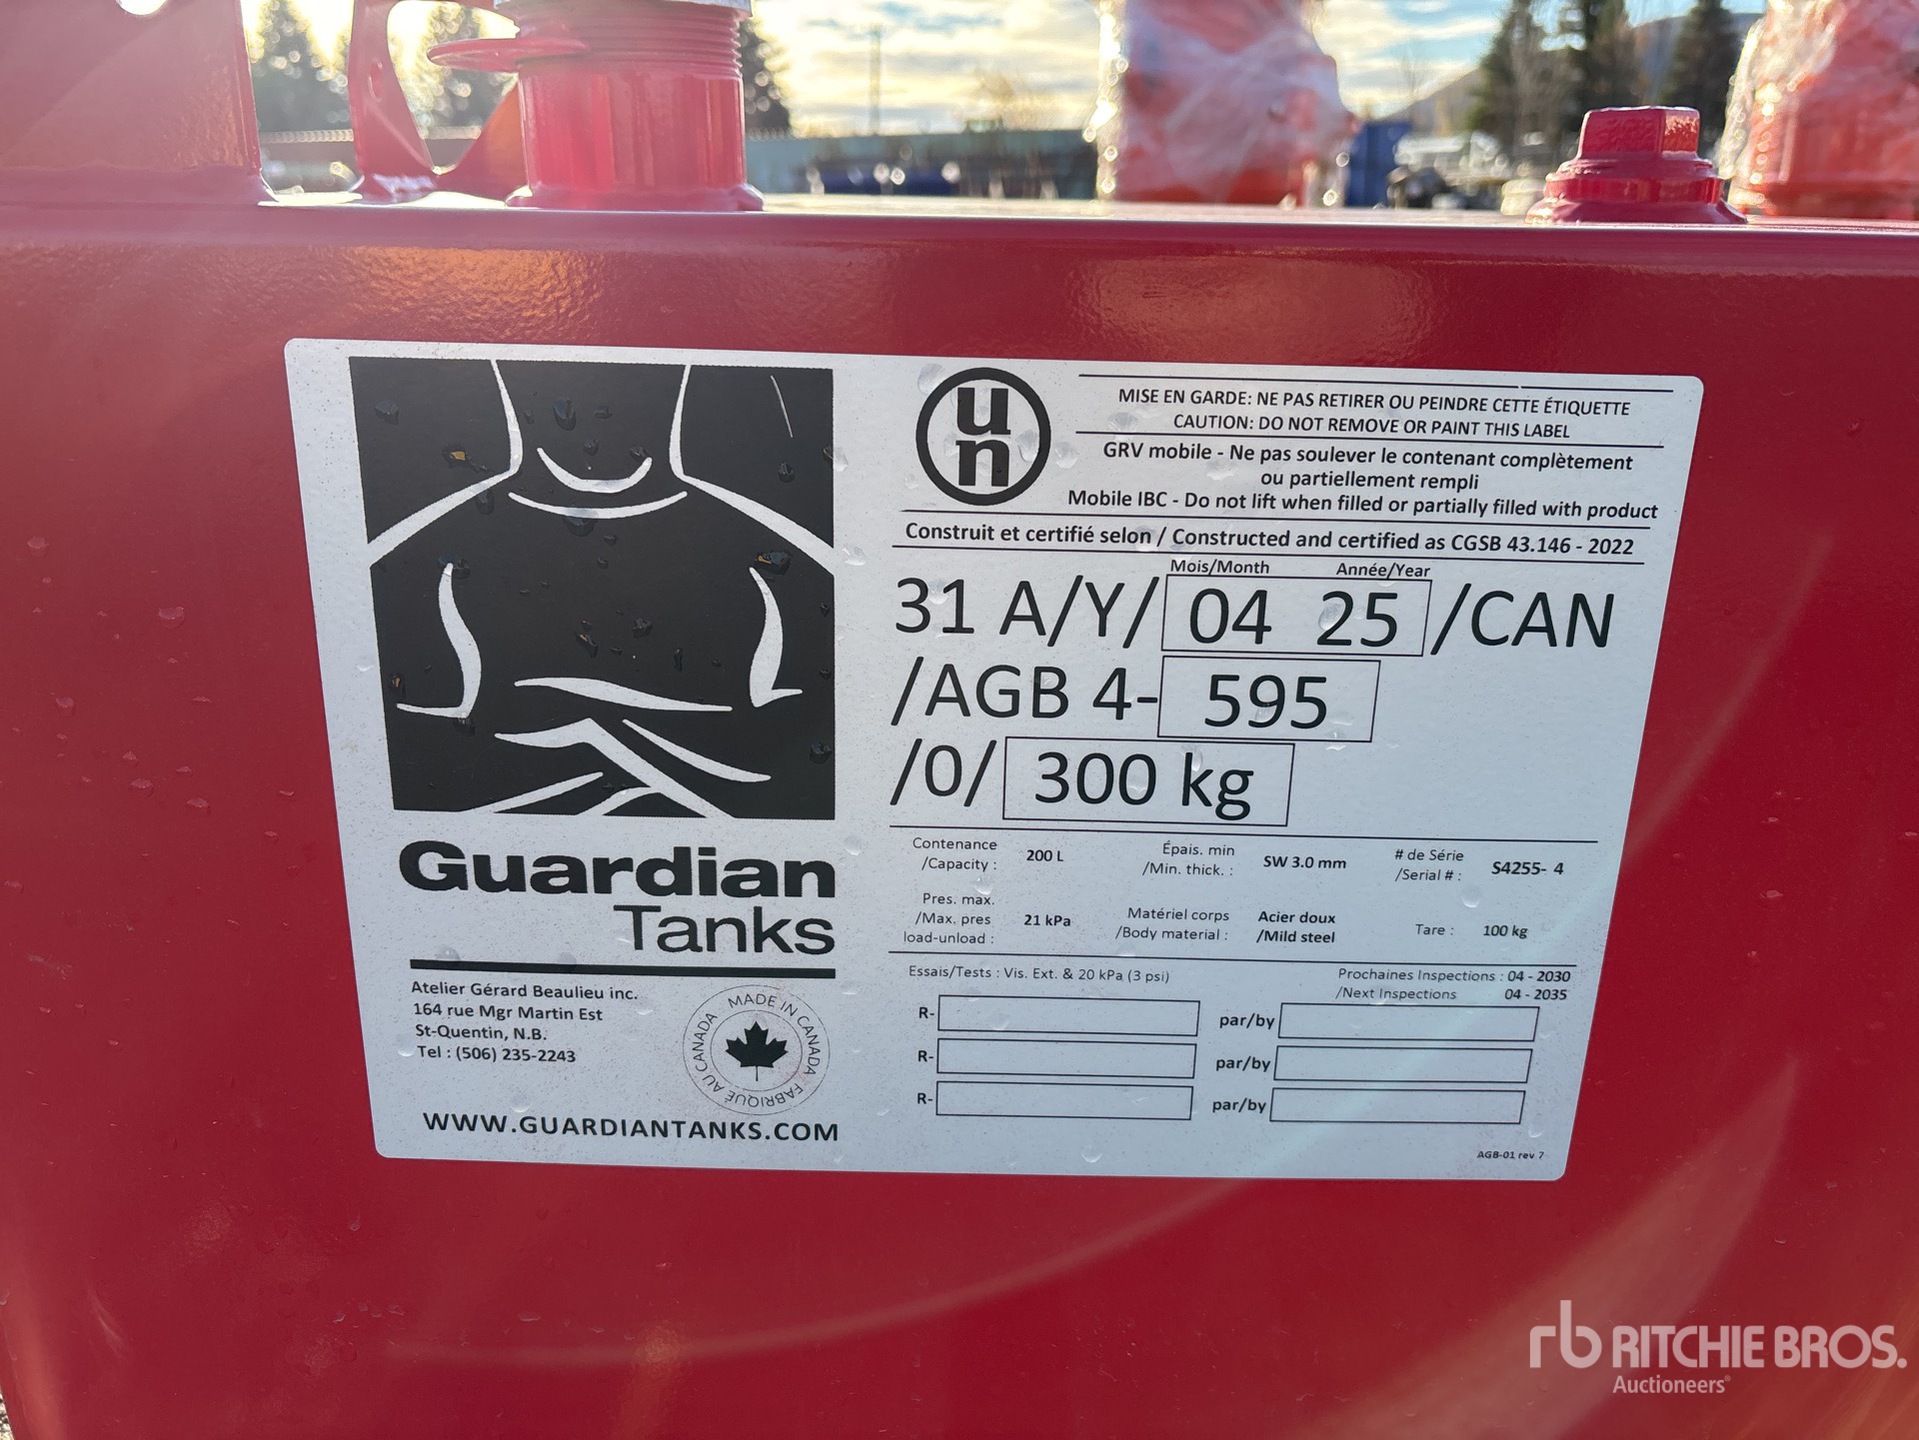 un
MISE EN GARDE: NE PAS RETIRER OU PEINDRE CETTE ÉTIQUETTE
CAUTION: DO NOT REMOVE OR PAINT THIS LABEL
GRV mobile - Ne pas soulever le contenant complètement
ou partiellement rempli
Mobile IBC - Do not lift when filled or partially filled with product
Construit et certifié selon / Constructed and certified as CGSB 43.146 - 2022
Mois/Month Année/Year
31 A/Y/ 04 25 /CAN
/AGB 4- 595
/0/ 300 kg
Contenance
/Capacity : 200 L
Épais. min
/Min. thick. : SW 3.0 mm
# de Série
/Serial # : S4255- 4
Pres. max.
/Max. pres
load-unload : 21 kPa
Matériel corps
/Body material :
Acier doux
/Mild steel
Tare : 100 kg
Essais/Tests : Vis. Ext. & 20 kPa (3 psi)
Prochaines Inspections : 04 - 2030
/Next Inspections 04 - 2035
R- par/by
R- par/by
R- par/by
AGB-01 rev 7
Guardian
Tanks
Atelier Gérard Beaulieu inc.
164 rue Mgr Martin Est
St-Quentin, N.B.
Tel : (506) 235-2243
MADE IN CANADA
FABRIQUÉ AU CANADA
WWW.GUARDIANTANKS.COM
rb RITCHIE BROS.
Auctioneers®